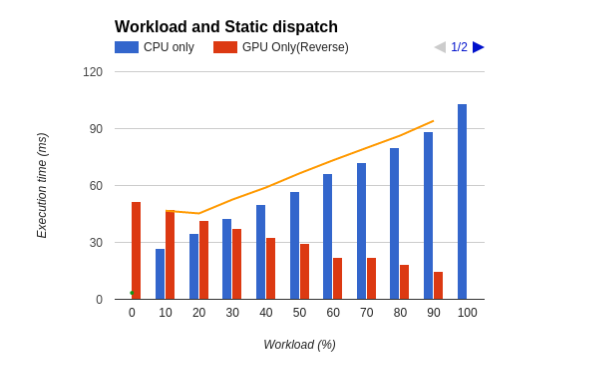 Workload and Static dispatch
CPU only GPU Only(Reverse) 1/2
120
90
60
30
0
Execution time (ms)
0 10 20 30 40 50 60 70 80 90 100
Workload (%)